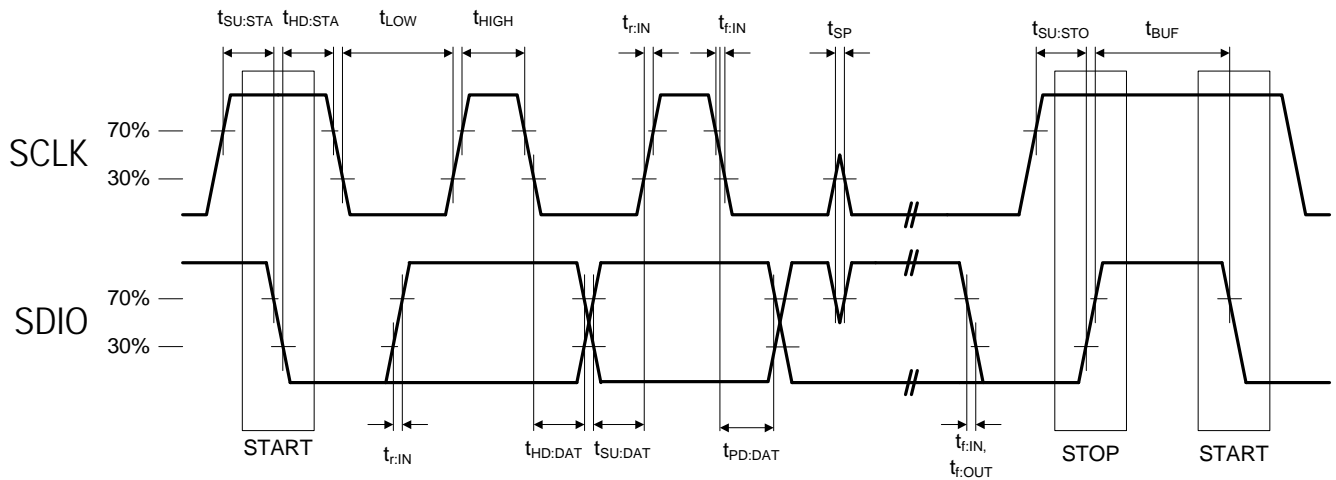 tSU:STA tHD:STA tLOW tHIGH tr:IN tf:IN tSP tSU:STO tBUF
70%
SCLK
30%
70%
SDIO
30%
START tr:IN tHD:DAT tSU:DAT tPD:DAT tf:IN, tf:OUT STOP START